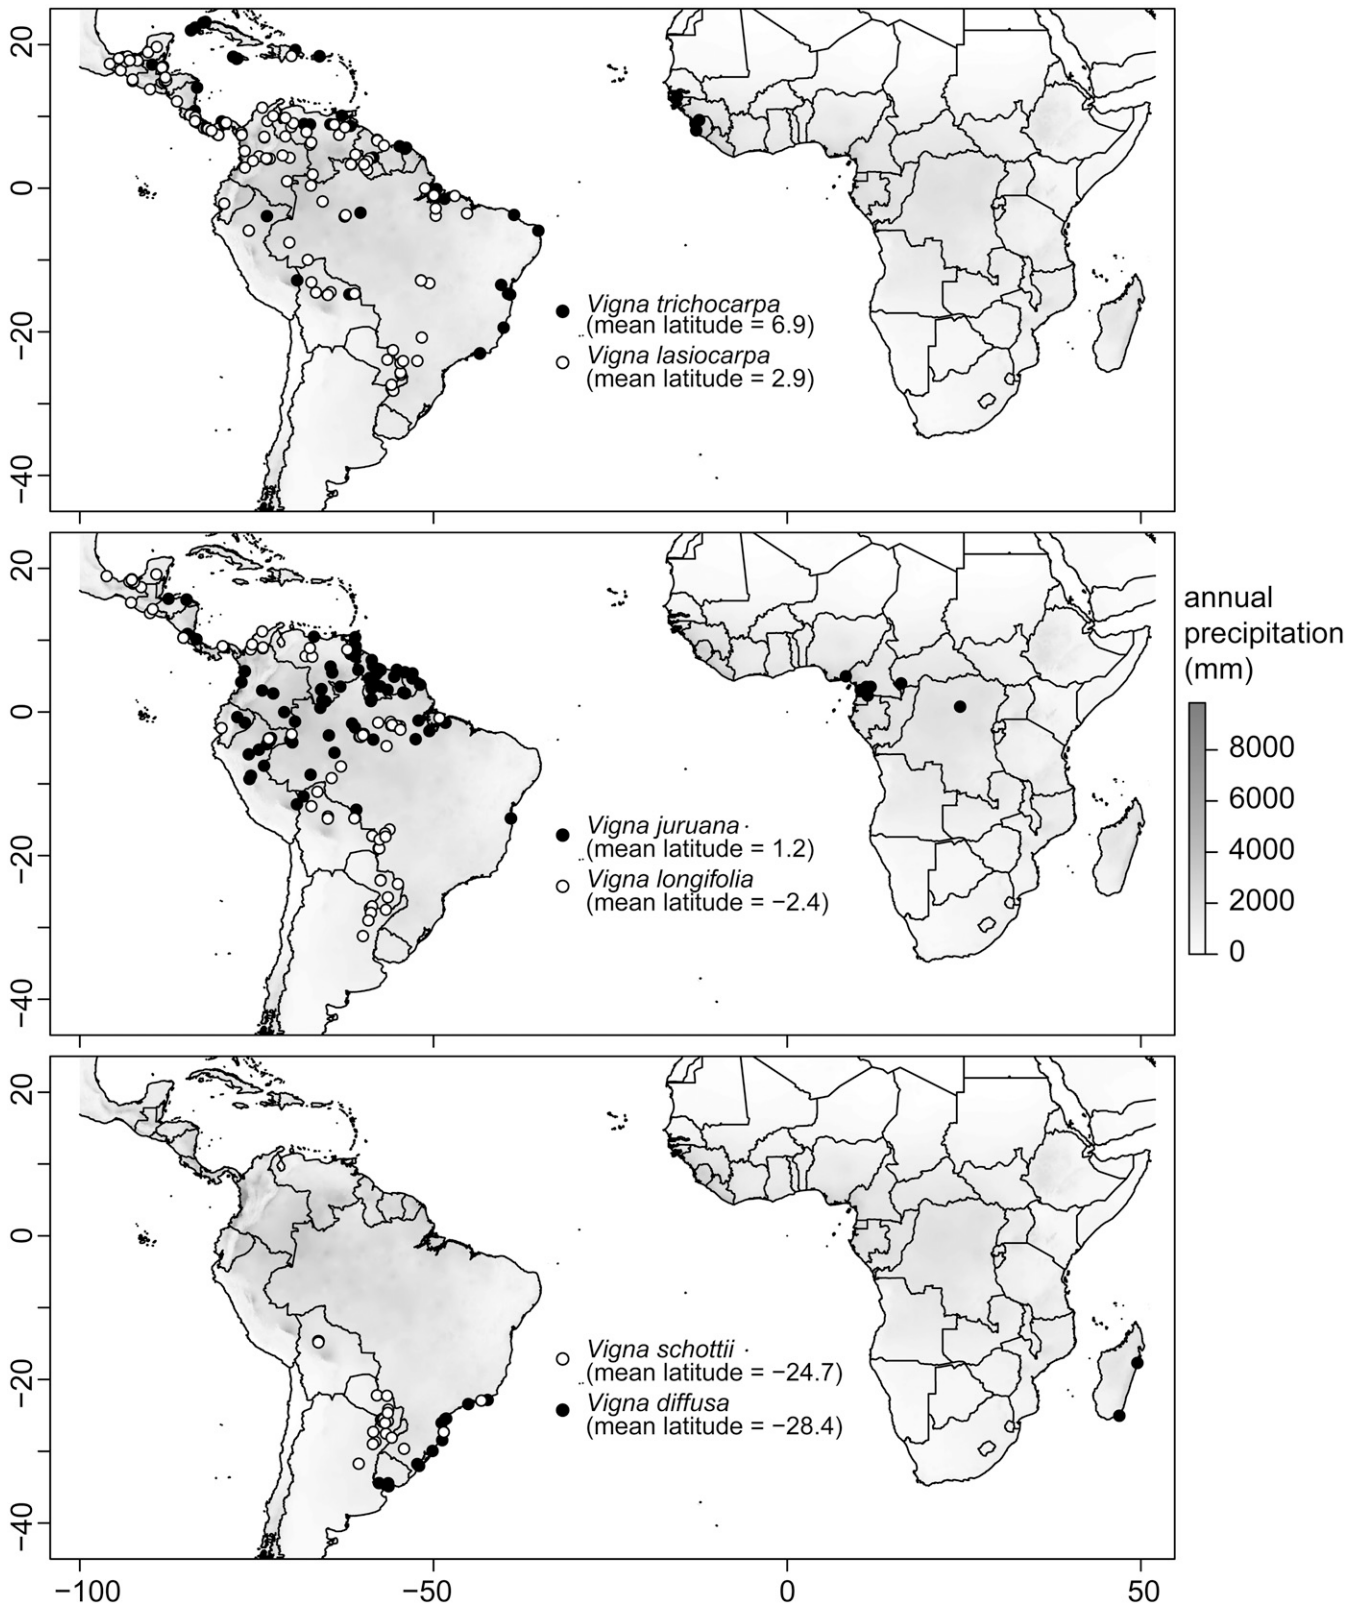 20
0
−20
−40
Vigna trichocarpa
(mean latitude = 6.9)
Vigna lasiocarpa
(mean latitude = 2.9)
20
0
−20
−40
Vigna juruana
(mean latitude = 1.2)
Vigna longifolia
(mean latitude = −2.4)
annual
precipitation
(mm)
8000
6000
4000
2000
0
20
0
−20
−40
Vigna schottii
(mean latitude = −24.7)
Vigna diffusa
(mean latitude = −28.4)
−100 −50 0 50